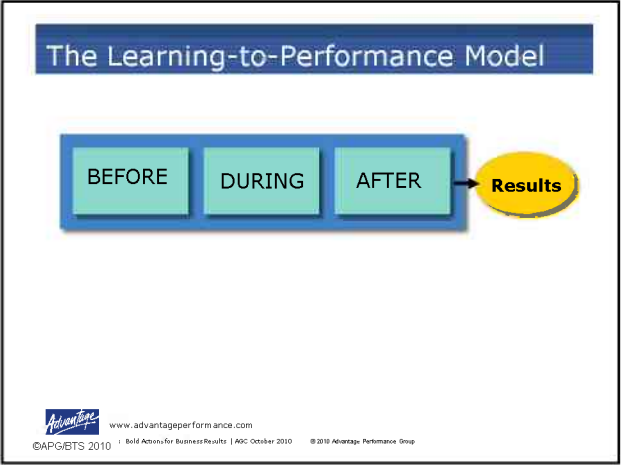 The Learning-to-Performance Model
BEFORE
DURING
AFTER
Results
Advantage
www.advantageperformance.com
©APG/BTS 2010
: Bold Actions for Business Results | AGC October 2010
© 2010 Advantage Performance Group